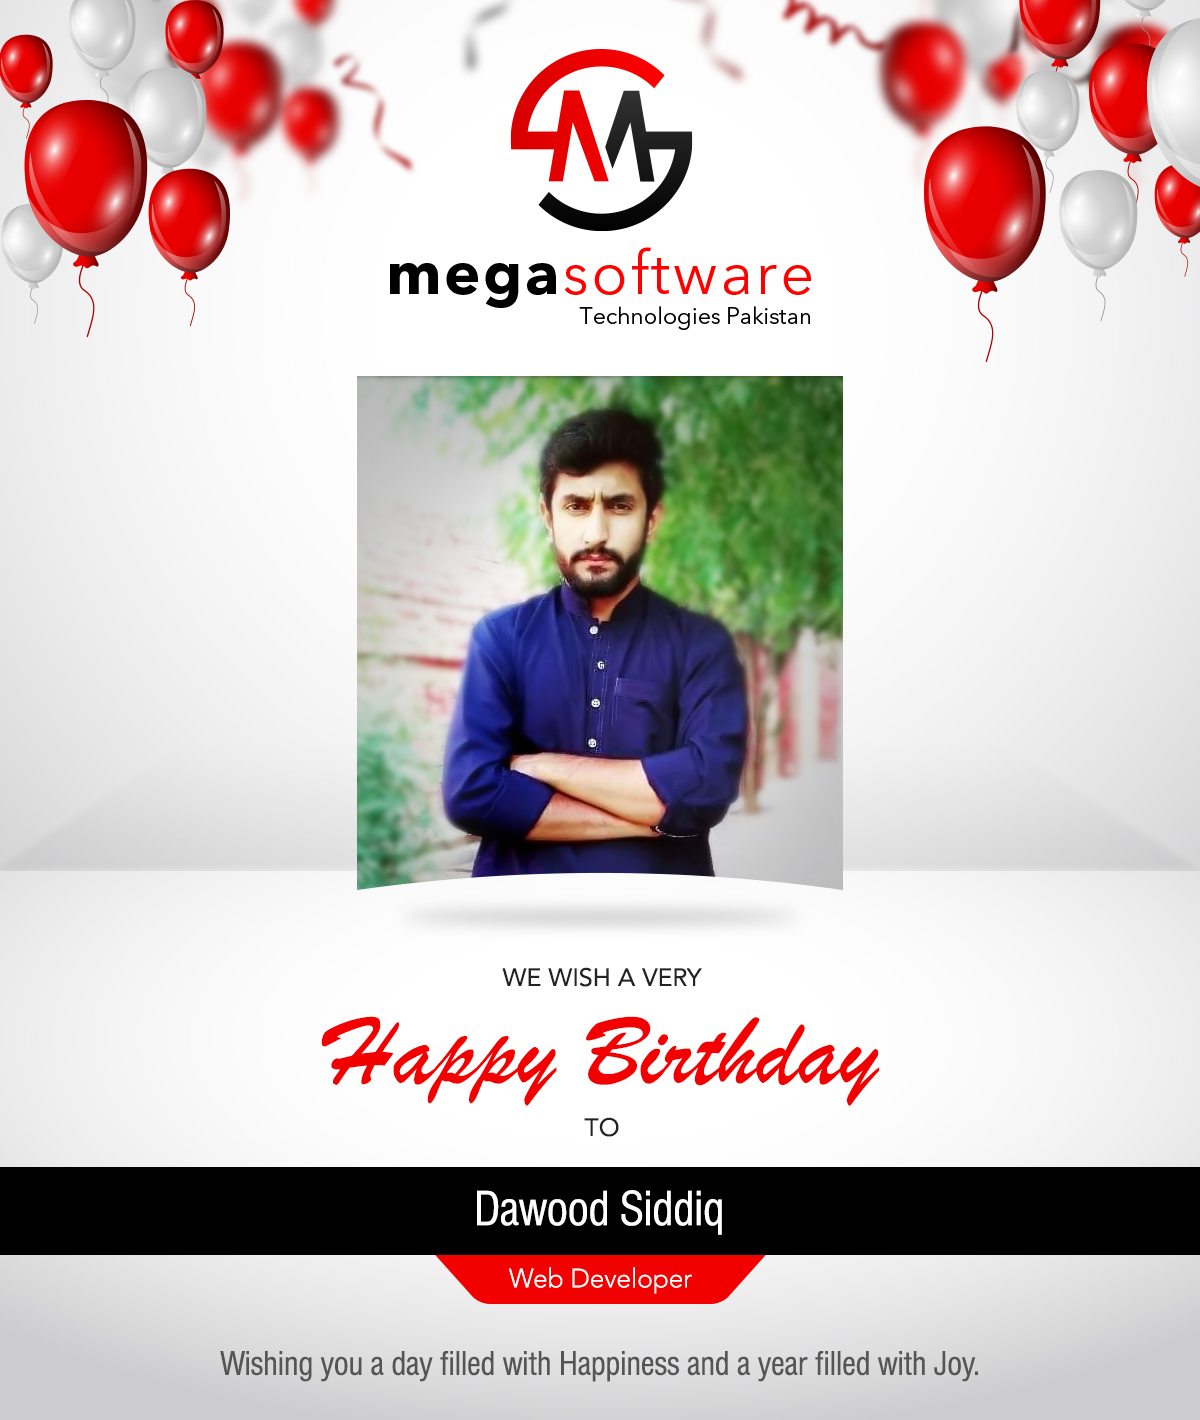 megasoftware
Technologies Pakistan
WE WISH A VERY
Happy Birthday
TO
Dawood Siddiq
Web Developer
Wishing you a day filled with Happiness and a year filled with Joy.